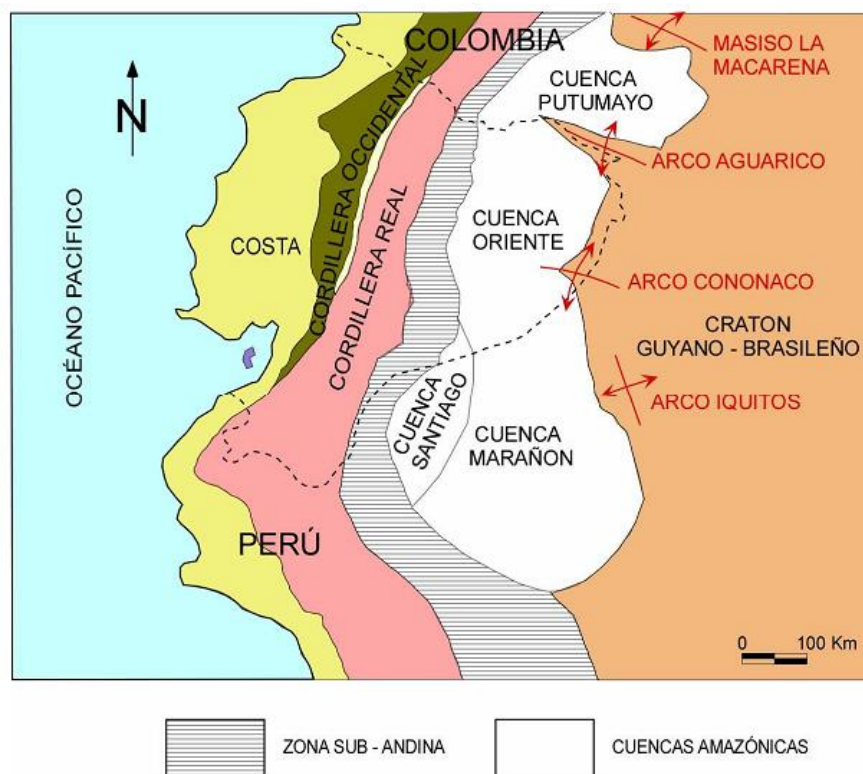 COLOMBIA
MASISO LA
MACARENA
CUENCA
PUTUMAYO
N
ARCO AGUARICO
CORDILLERA OCCIDENTAL
CORDILLERA REAL
CUENCA
ORIENTE
COSTA
OCÉANO PACÍFICO
ARCO CONONACO
CRATON
GUYANO - BRASILEÑO
ARCO IQUITOS
CUENCA
SANTIAGO
CUENCA
MARAÑON
PERÚ
0 100 Km
ZONA SUB - ANDINA
CUENCAS AMAZÓNICAS